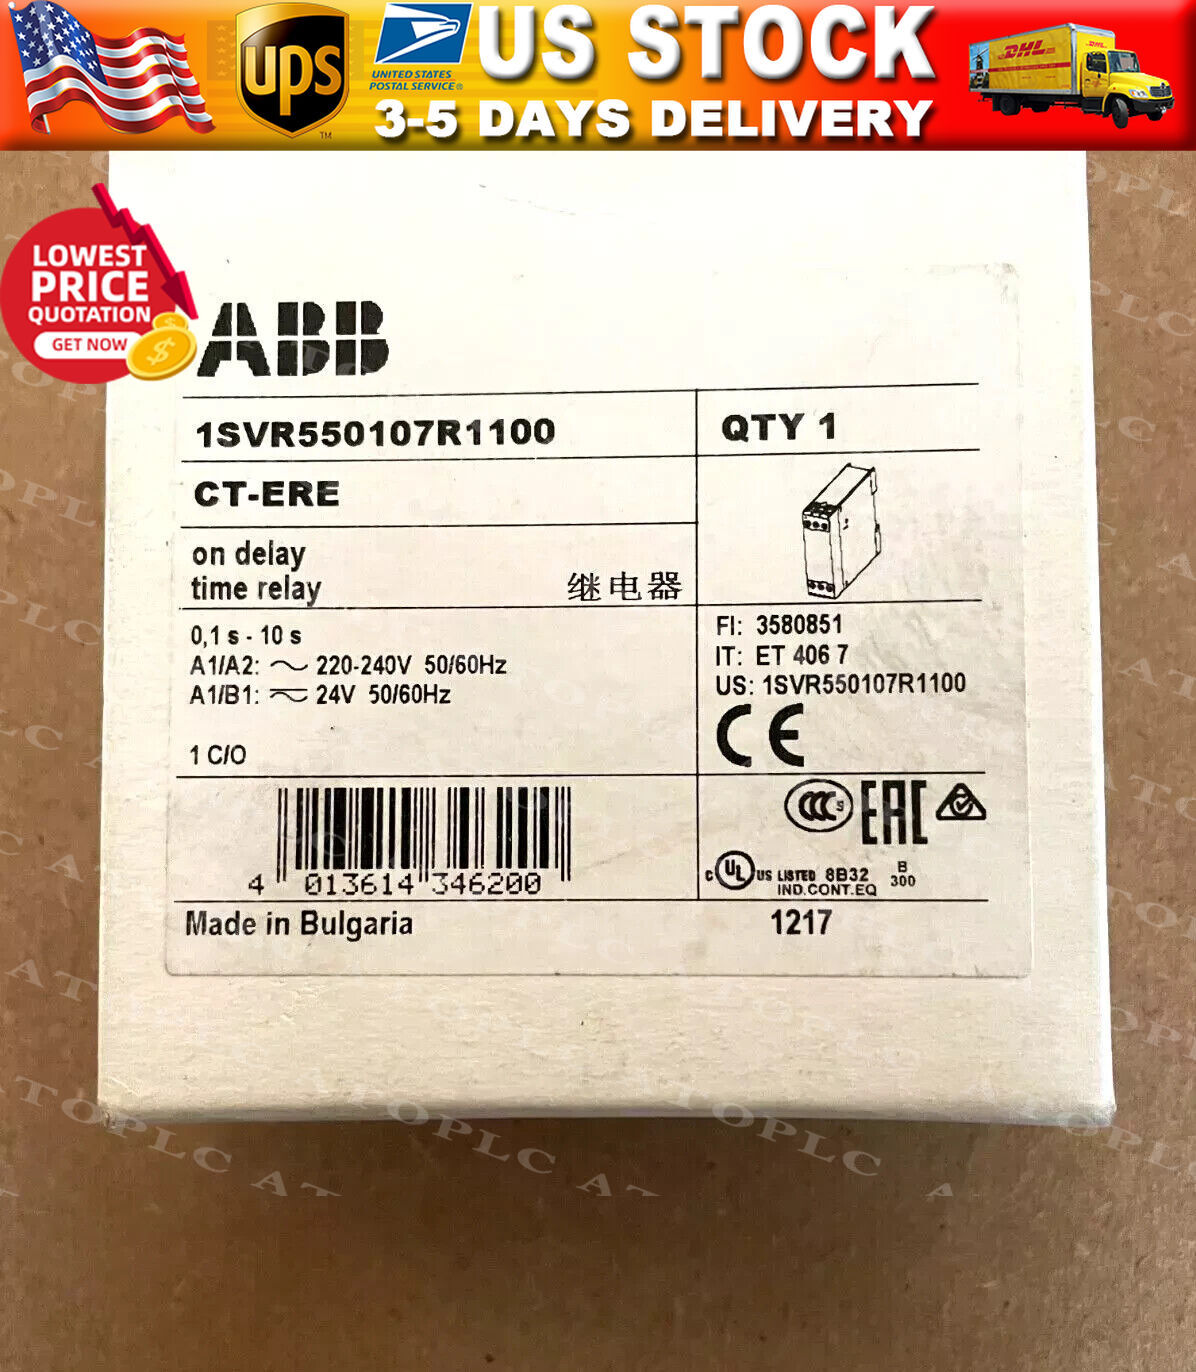 UPS
TM
UNITED STATES
POSTAL SERVICE®
US STOCK
3-5 DAYS DELIVERY
DHL
LOWEST
PRICE
QUOTATION
GET NOW
$
ABB
1SVR550107R1100
QTY 1
CT-ERE
on delay
time relay
继电器
0,1 s - 10 s
A1/A2: ~ 220-240V 50/60Hz
A1/B1: ⎓~ 24V 50/60Hz
1 C/O
FI: 3580851
IT: ET 406 7
US: 1SVR550107R1100
CE
CCC S
EAC
4 013614 346200
C UL US LISTED 8B32 B
IND.CONT.EQ 300
Made in Bulgaria
1217
ATOPLC